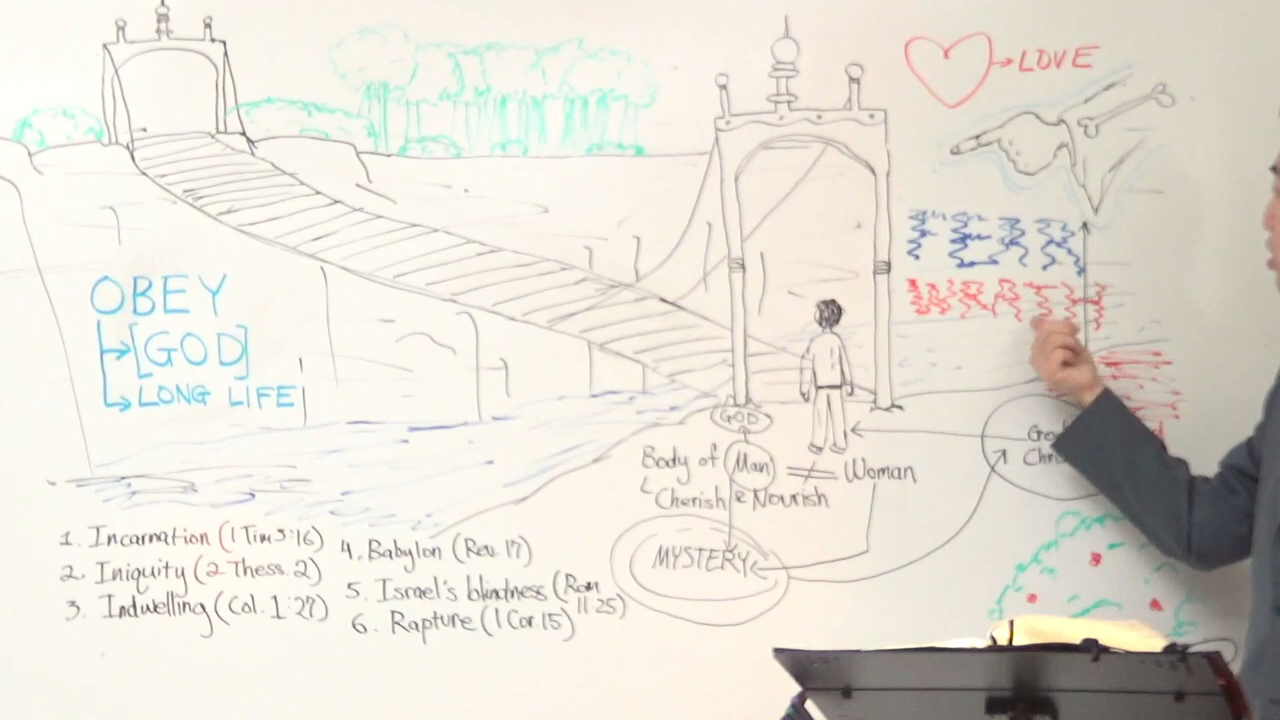 LOVE
OBEY
[GOD]
LONG LIFE
GOD
Body of Man ≠ Woman
Cherish & Nourish
MYSTERY
1. Incarnation (1 Tim 3:16)
2. Iniquity (2 Thess. 2)
3. Indwelling (Col. 1:27)
4. Babylon (Rev. 17)
5. Israel's blindness (Rom 11:25)
6. Rapture (1 Cor. 15)